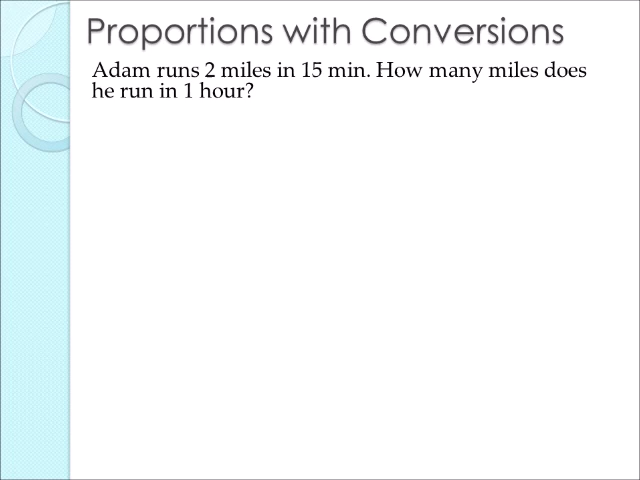 Proportions with Conversions
Adam runs 2 miles in 15 min. How many miles does
he run in 1 hour?